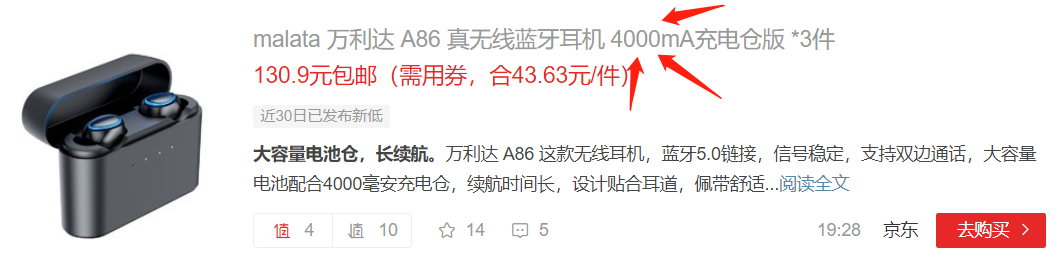 malata 万利达 A86 真无线蓝牙耳机 4000mA充电仓版 *3件
130.9元包邮（需用券，合43.63元/件）
近30日已发布新低
大容量电池仓，长续航。万利达 A86 这款无线耳机，蓝牙5.0链接，信号稳定，支持双边通话，大容量
电池配合4000毫安充电仓，续航时间长，设计贴合耳道，佩带舒适...阅读全文
值 4 值 10 14 5 19:28 京东 去购买